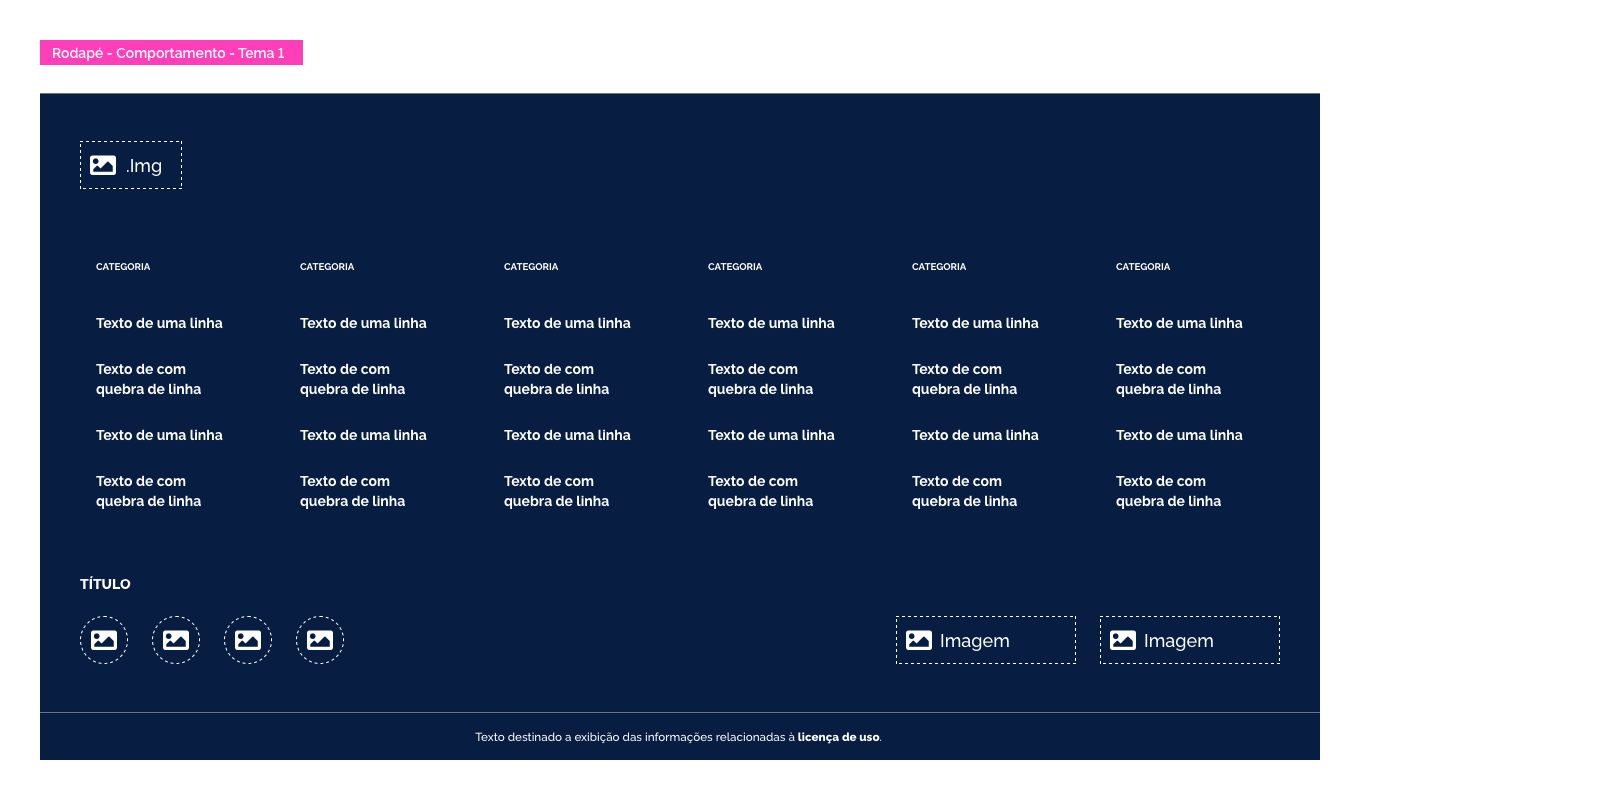 Rodapé - Comportamento - Tema 1
.Img
CATEGORIA CATEGORIA CATEGORIA CATEGORIA CATEGORIA CATEGORIA
Texto de uma linha Texto de uma linha Texto de uma linha Texto de uma linha Texto de uma linha Texto de uma linha
Texto de com Texto de com Texto de com Texto de com Texto de com Texto de com
quebra de linha quebra de linha quebra de linha quebra de linha quebra de linha quebra de linha
Texto de uma linha Texto de uma linha Texto de uma linha Texto de uma linha Texto de uma linha Texto de uma linha
Texto de com Texto de com Texto de com Texto de com Texto de com Texto de com
quebra de linha quebra de linha quebra de linha quebra de linha quebra de linha quebra de linha
TÍTULO
Imagem Imagem
Texto destinado a exibição das informações relacionadas à licença de uso.